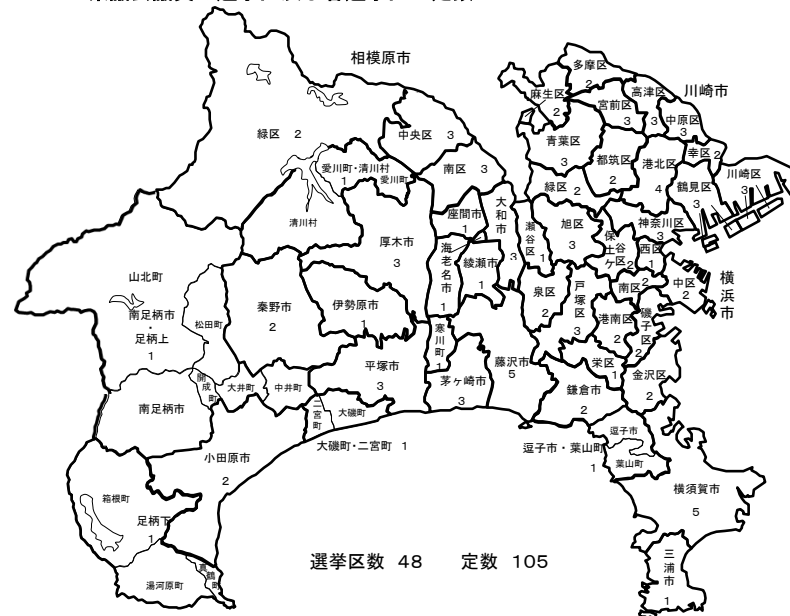 相模原市
川崎市
多摩区
2
麻生区
2
高津区
3
宮前区
3
中原区
3
緑区 2
中央区 3
青葉区
3
都筑区
2
港北区
4
幸区 2
川崎区
3
南区 3
愛川町・清川村
1
愛川町
緑区 2
鶴見区
3
清川村
座間市
1
大和市
3
瀬谷区
1
旭区
3
保土ケ谷区
2
神奈川区
3
西区
1
厚木市
3
海老名市
1
綾瀬市
1
山北町
秦野市
2
伊勢原市
1
泉区
2
戸塚区
3
南区 2
中区
2
横浜市
南足柄市
・
足柄上
1
松田町
港南区
2
磯子区
2
寒川町
1
藤沢市
5
栄区
1
平塚市
3
茅ヶ崎市
3
鎌倉市
2
金沢区
2
開成町
大井町
中井町
南足柄市
二宮町
大磯町
小田原市
2
大磯町・二宮町 1
逗子市
逗子市・葉山町
1
葉山町
横須賀市
5
箱根町
足柄下
1
選挙区数 48 定数 105
三浦市
1
湯河原町
真鶴町